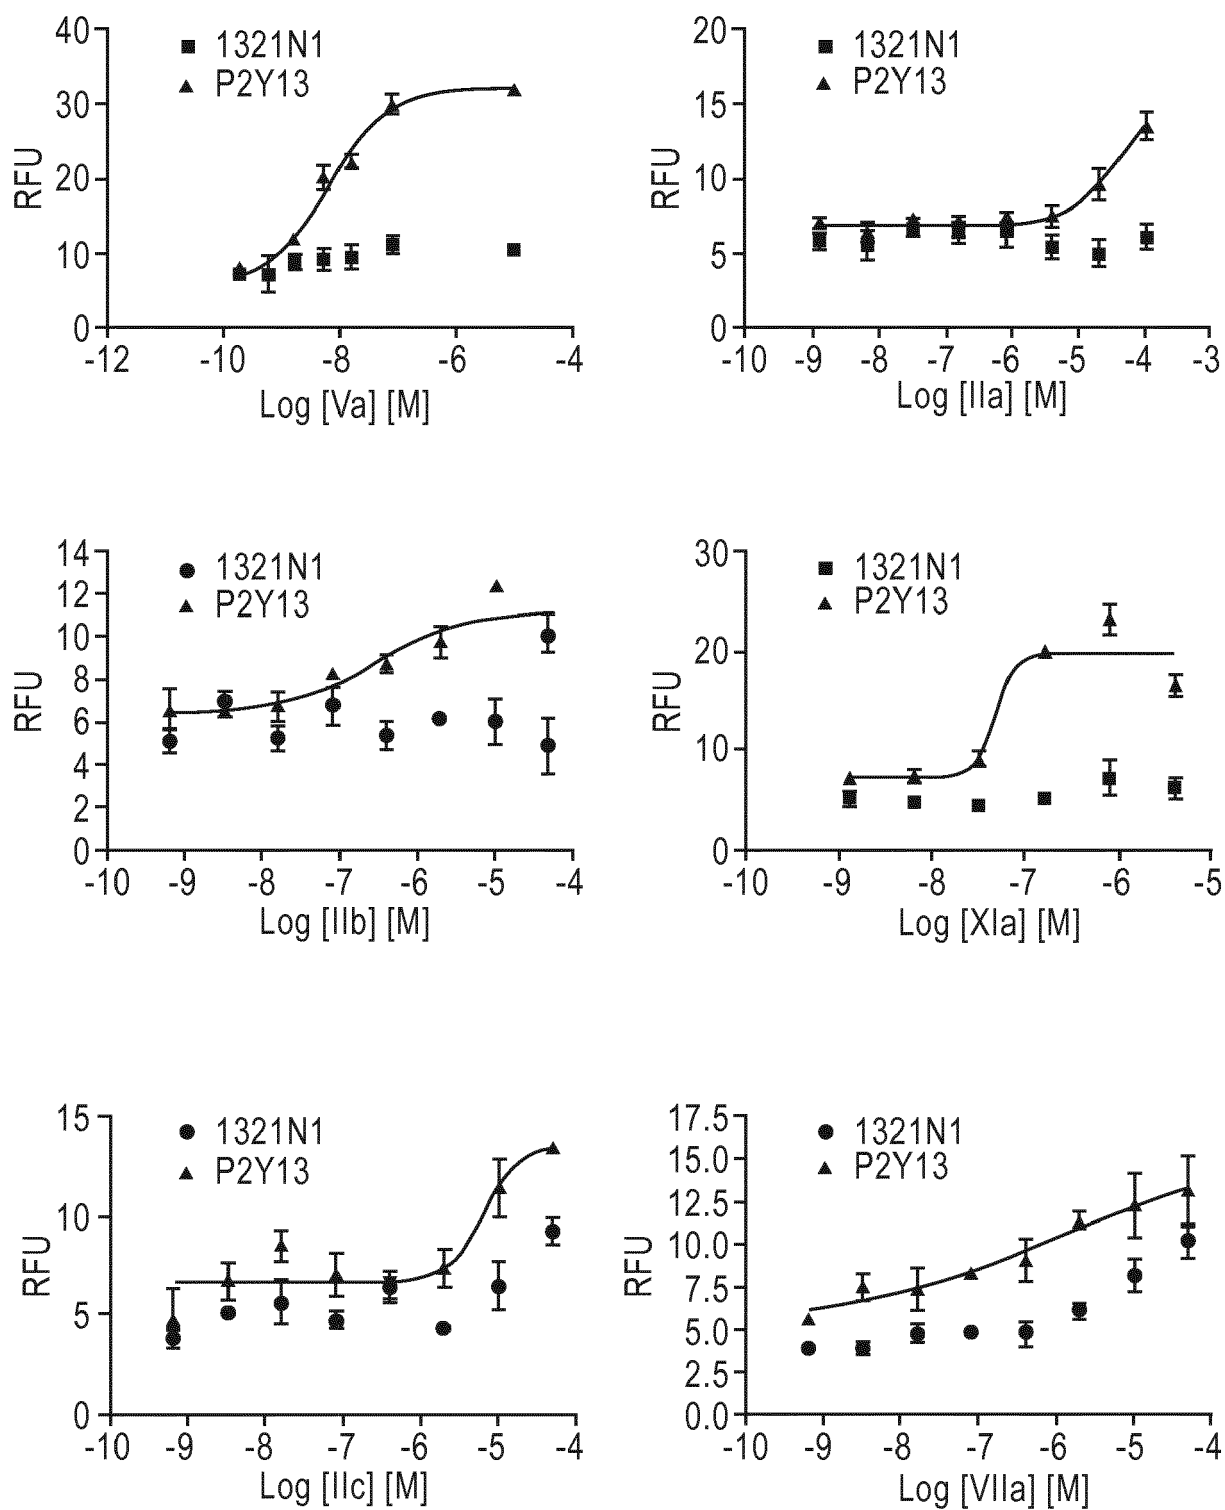 40
30
20
10
0
RFU
1321N1
P2Y13
-12 -10 -8 -6 -4
Log [Va] [M]
20
15
10
5
0
RFU
1321N1
P2Y13
-10 -9 -8 -7 -6 -5 -4 -3
Log [IIa] [M]
14
12
10
8
6
4
2
0
RFU
1321N1
P2Y13
-10 -9 -8 -7 -6 -5 -4
Log [IIb] [M]
30
20
10
0
RFU
1321N1
P2Y13
-10 -9 -8 -7 -6 -5
Log [XIa] [M]
15
10
5
0
RFU
1321N1
P2Y13
-10 -9 -8 -7 -6 -5 -4
Log [IIc] [M]
17.5
15.0
12.5
10.0
7.5
5.0
2.5
0.0
RFU
1321N1
P2Y13
-10 -9 -8 -7 -6 -5 -4
Log [VIIa] [M]